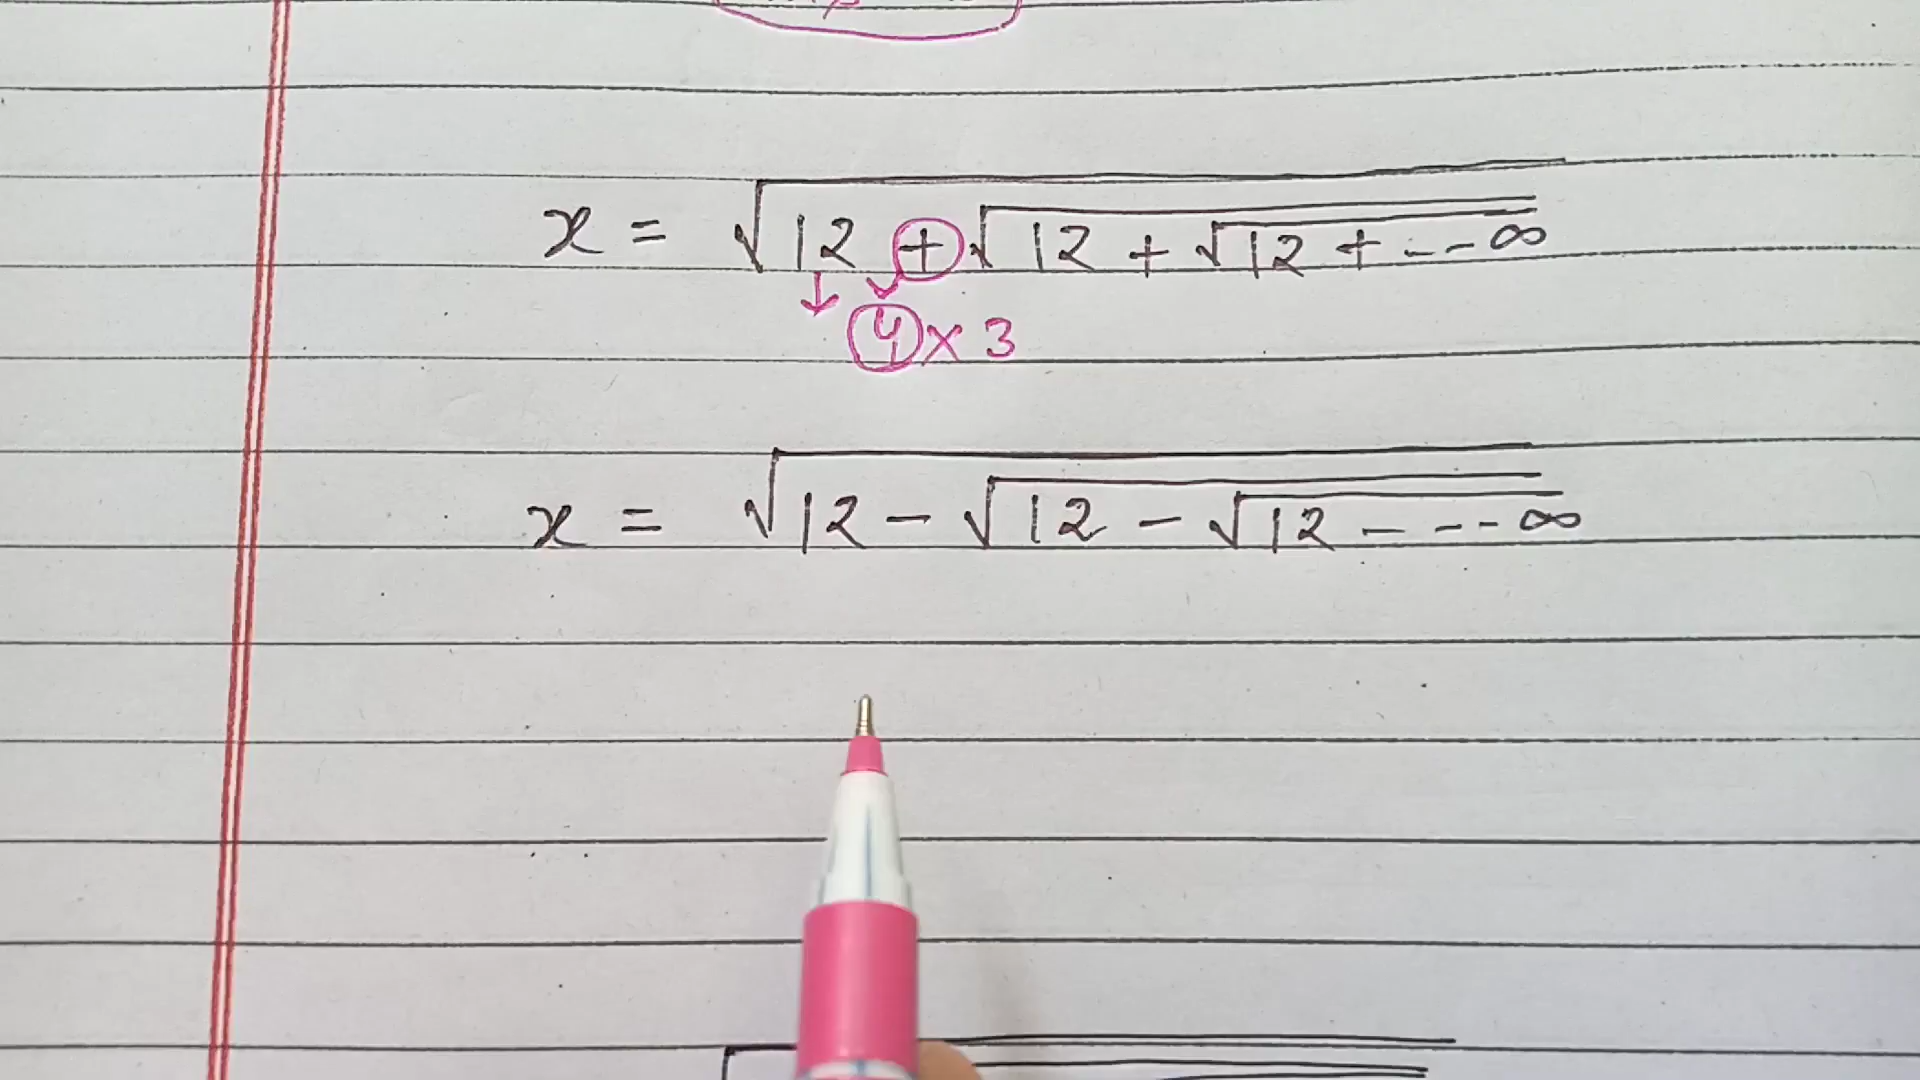 x = √12 + √12 + √12 + -- ∞
4 × 3
x = √12 - √12 - √12 - -- ∞